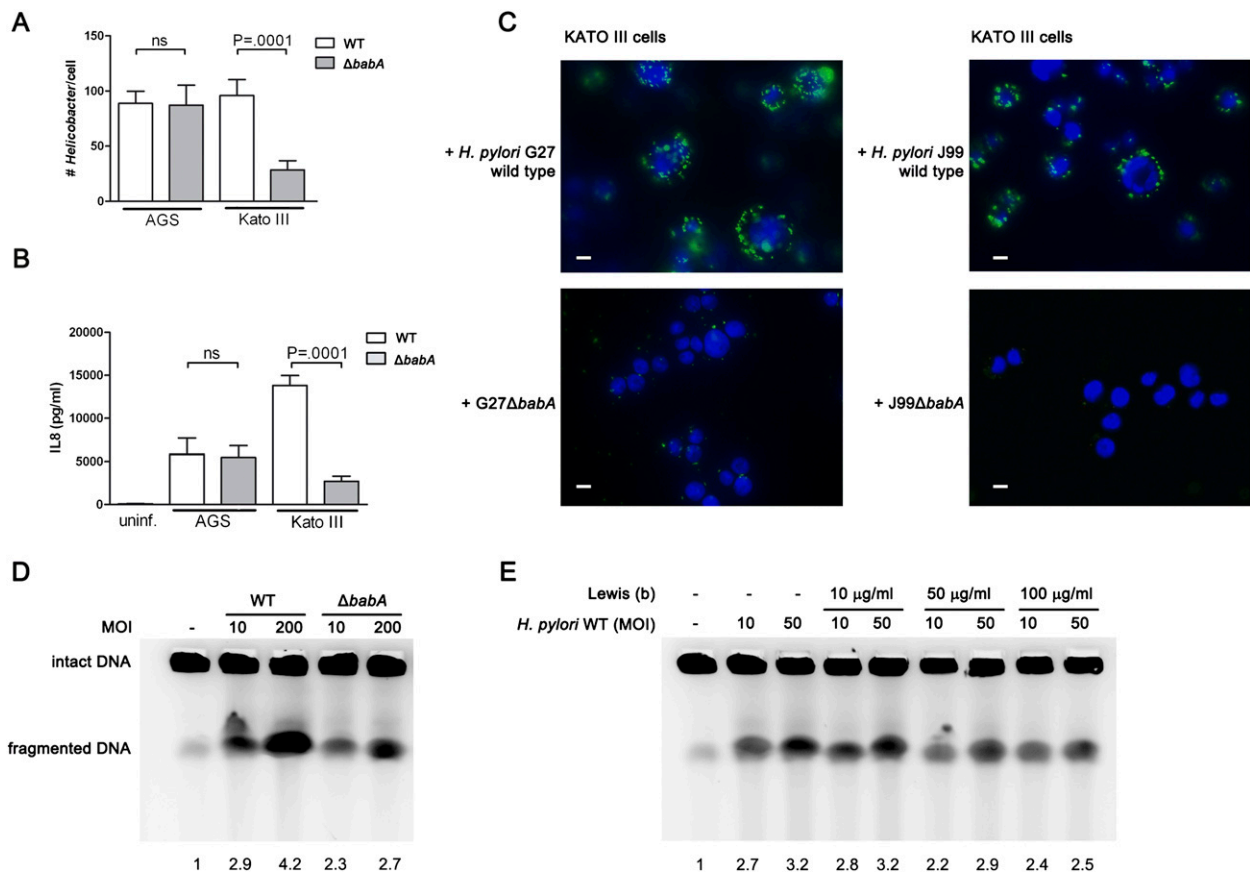 A
# Helicobacter/cell
150
100
50
0
ns
P=.0001
WT
ΔbabA
AGS
Kato III
B
IL8 (pg/ml)
20000
15000
10000
5000
0
ns
P=.0001
WT
ΔbabA
uninf.
AGS
Kato III
C
KATO III cells
KATO III cells
+ H. pylori G27
wild type
+ H. pylori J99
wild type
+ G27ΔbabA
+ J99ΔbabA
D
WT ΔbabA
MOI - 10 200 10 200
intact DNA
fragmented DNA
1 2.9 4.2 2.3 2.7
E
Lewis (b) - - - 10 µg/ml 50 µg/ml 100 µg/ml
H. pylori WT (MOI) - 10 50 10 50 10 50 10 50
1 2.7 3.2 2.8 3.2 2.2 2.9 2.4 2.5